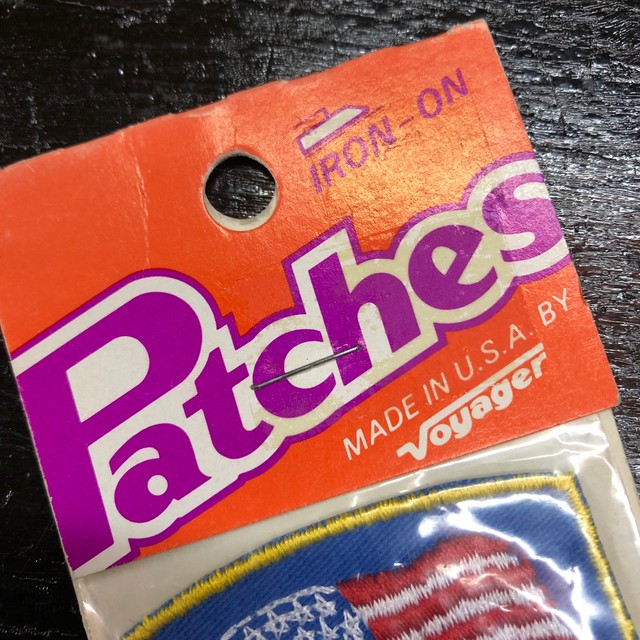 IRON-ON
Patches
MADE IN U.S.A. BY
Voyager